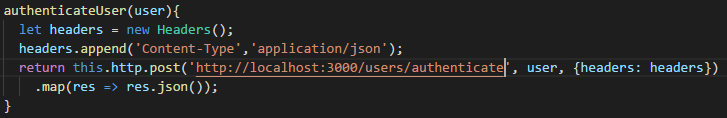 authenticateUser(user){
let headers = new Headers();
headers.append('Content-Type','application/json');
return this.http.post('http://localhost:3000/users/authenticate', user, {headers: headers})
.map(res => res.json());
}